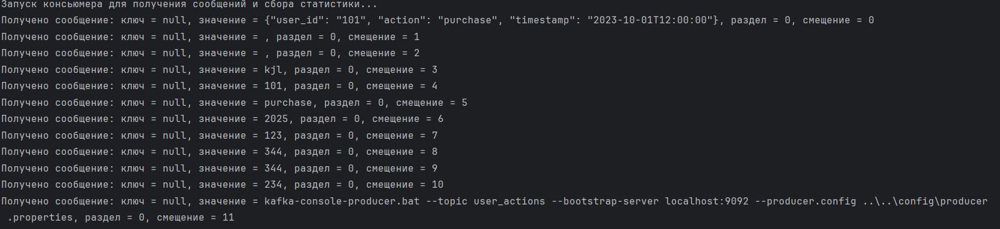 Запуск консьюмера для получения сообщений и сбора статистики...
Получено сообщение: ключ = null, значение = {"user_id": "101", "action": "purchase", "timestamp": "2023-10-01T12:00:00"}, раздел = 0, смещение = 0
Получено сообщение: ключ = null, значение = , раздел = 0, смещение = 1
Получено сообщение: ключ = null, значение = , раздел = 0, смещение = 2
Получено сообщение: ключ = null, значение = kjl, раздел = 0, смещение = 3
Получено сообщение: ключ = null, значение = 101, раздел = 0, смещение = 4
Получено сообщение: ключ = null, значение = purchase, раздел = 0, смещение = 5
Получено сообщение: ключ = null, значение = 2025, раздел = 0, смещение = 6
Получено сообщение: ключ = null, значение = 123, раздел = 0, смещение = 7
Получено сообщение: ключ = null, значение = 344, раздел = 0, смещение = 8
Получено сообщение: ключ = null, значение = 344, раздел = 0, смещение = 9
Получено сообщение: ключ = null, значение = 234, раздел = 0, смещение = 10
Получено сообщение: ключ = null, значение = kafka-console-producer.bat --topic user_actions --bootstrap-server localhost:9092 --producer.config ..\..\config\producer
.properties, раздел = 0, смещение = 11